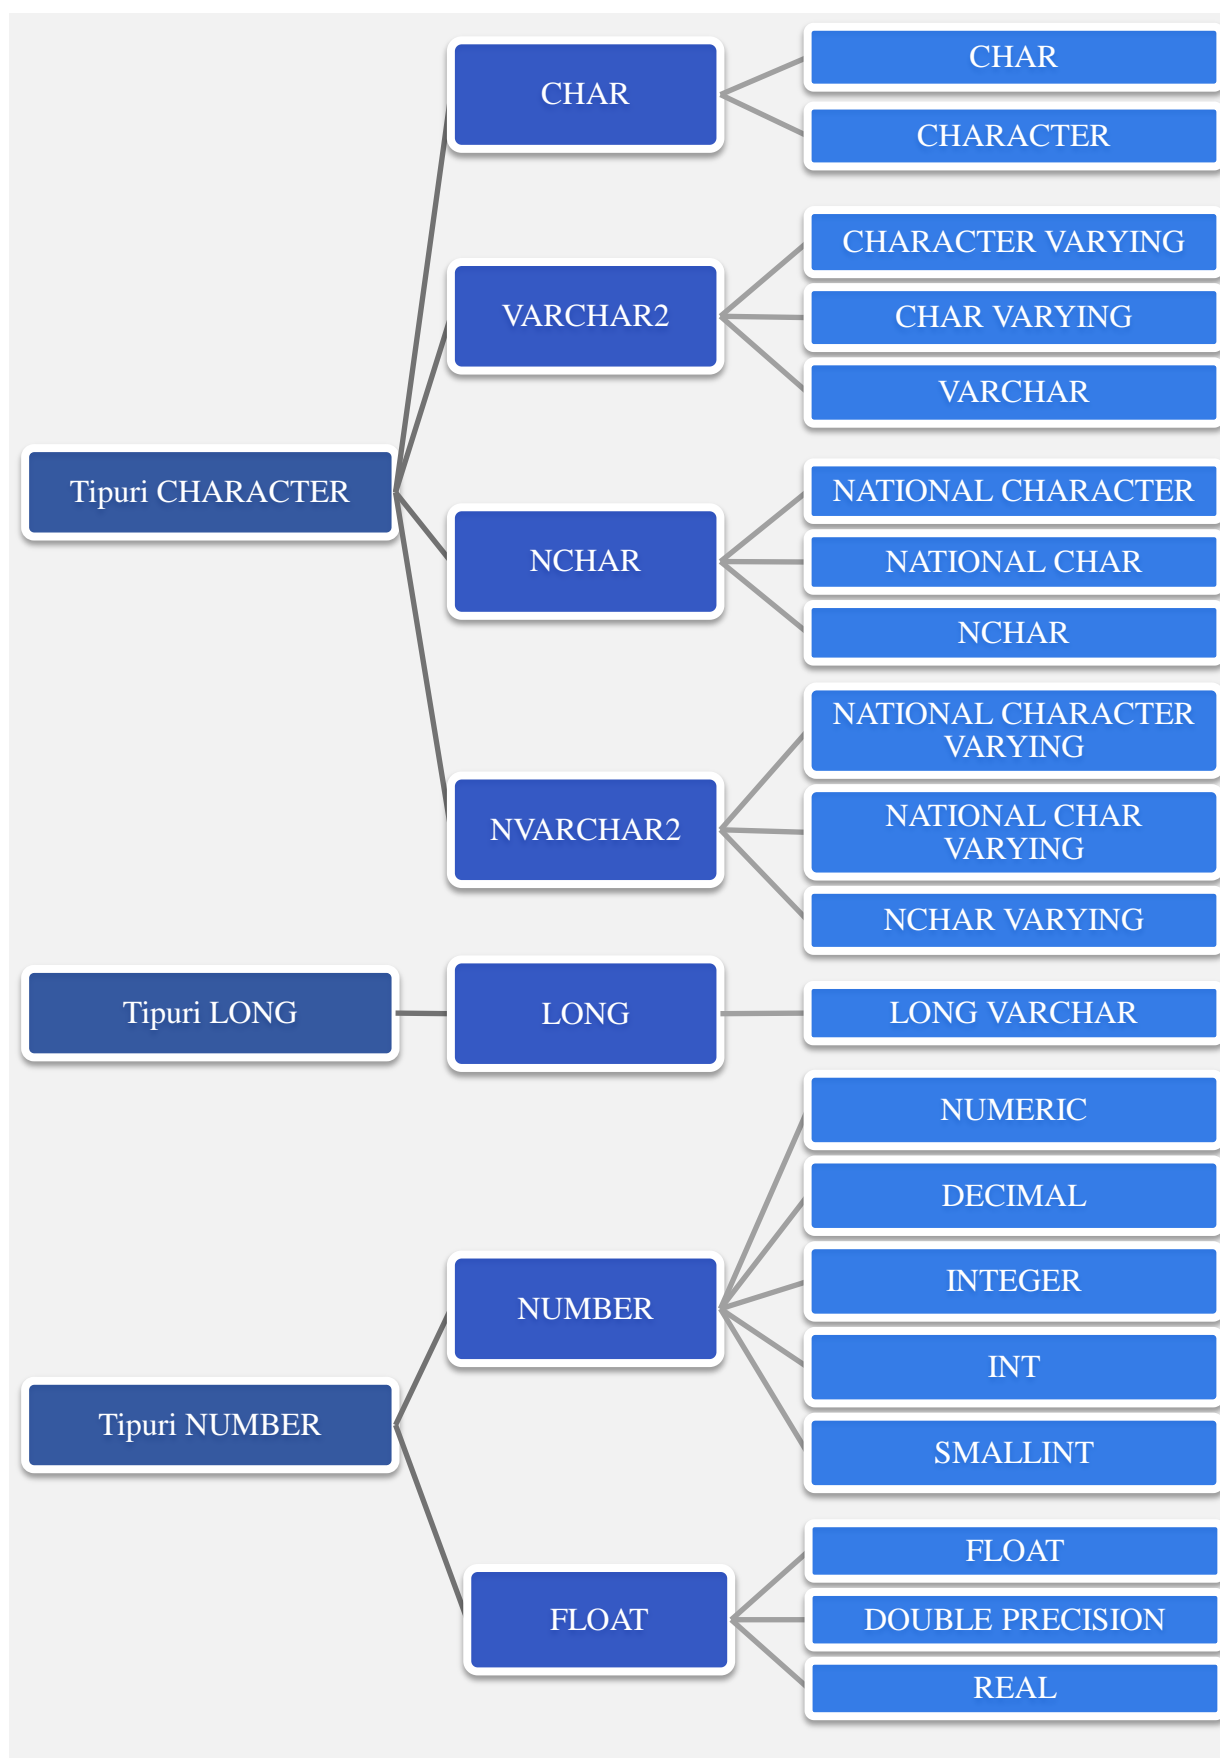 CHAR
CHAR
CHARACTER
VARCHAR2
CHARACTER VARYING
CHAR VARYING
VARCHAR
Tipuri CHARACTER
NCHAR
NATIONAL CHARACTER
NATIONAL CHAR
NCHAR
NVARCHAR2
NATIONAL CHARACTER
VARYING
NATIONAL CHAR
VARYING
NCHAR VARYING
Tipuri LONG
LONG
LONG VARCHAR
Tipuri NUMBER
NUMBER
NUMERIC
DECIMAL
INTEGER
INT
SMALLINT
FLOAT
FLOAT
DOUBLE PRECISION
REAL